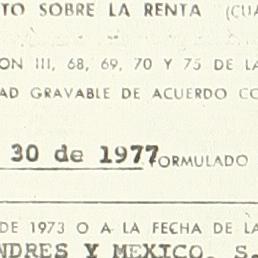 TO SOBRE LA RENTA (CUA
ON III, 68, 69, 70 Y 75 DE LA
AD GRAVABLE DE ACUERDO CO
30 de 1977 FORMULADO
DE 1973 O A LA FECHA DE LA
NDRES Y MEXICO, S.